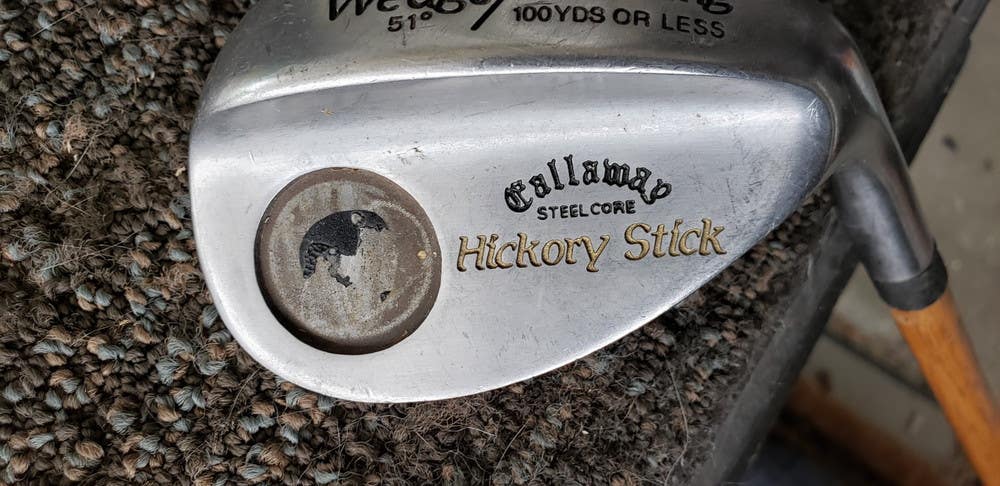 51° 100YDS OR LESS
Callaway
STEELCORE
Hickory Stick